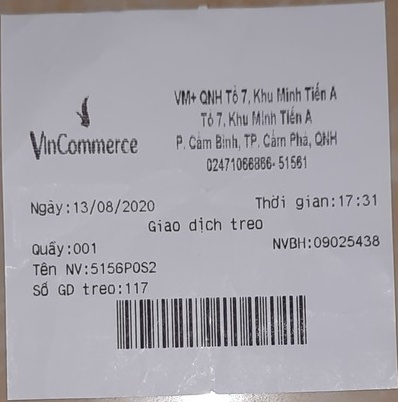 VinCommerce
VM+ QNH Tổ 7, Khu Minh Tiến A
Tổ 7, Khu Minh Tiến A
P. Cẩm Bình, TP. Cẩm Phả, QNH
02471066866- 51561
Ngày:13/08/2020 Thời gian:17:31
Giao dịch treo
Quầy:001 NVBH:09025438
Tên NV:5156POS2
Số GD treo:117